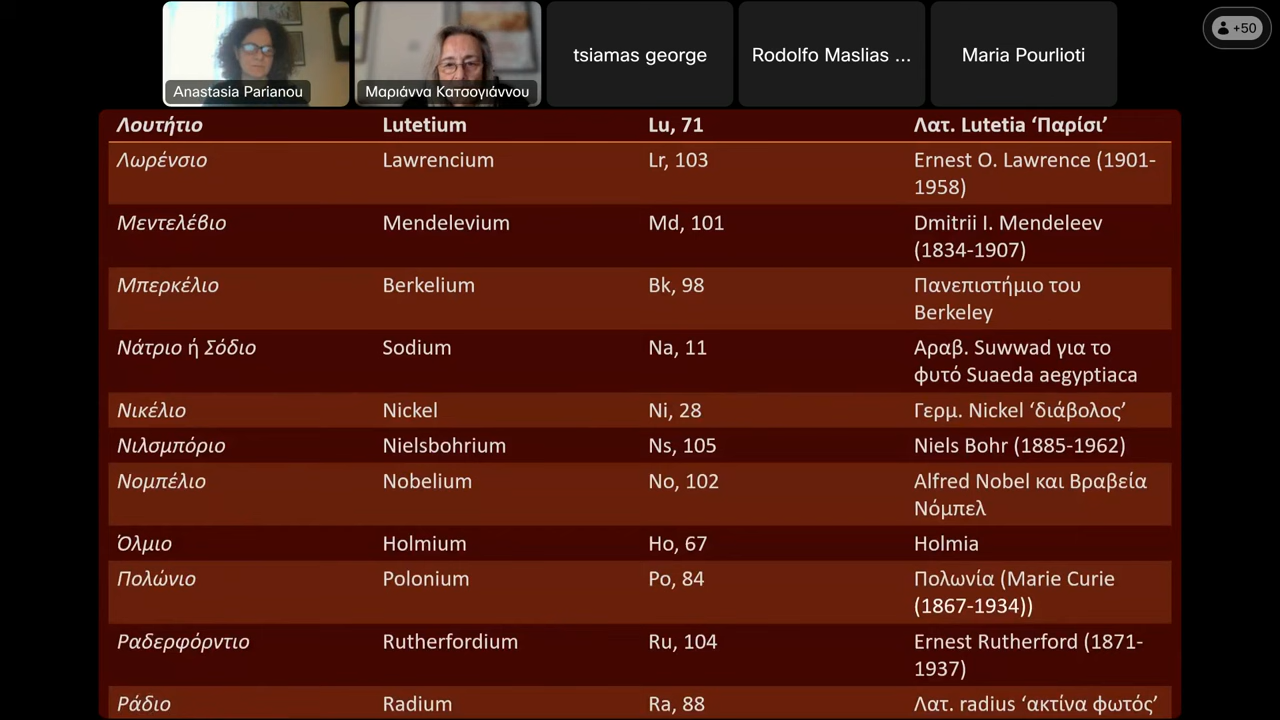 +50
Anastasia Parianou
Μαριάννα Κατσογιάννου
tsiamas george
Rodolfo Maslias ...
Maria Pourlioti
Λουτήτιο Lutetium Lu, 71 Λατ. Lutetia ‘Παρίσι’
Λωρένσιο Lawrencium Lr, 103 Ernest O. Lawrence (1901-
1958)
Μεντελέβιο Mendelevium Md, 101 Dmitrii I. Mendeleev
(1834-1907)
Μπερκέλιο Berkelium Bk, 98 Πανεπιστήμιο του
Berkeley
Νάτριο ή Σόδιο Sodium Na, 11 Αραβ. Suwwad για το
φυτό Suaeda aegyptiaca
Νικέλιο Nickel Ni, 28 Γερμ. Nickel ‘διάβολος’
Νιλσμπόριο Nielsbohrium Ns, 105 Niels Bohr (1885-1962)
Νομπέλιο Nobelium No, 102 Alfred Nobel και Βραβεία
Νόμπελ
Όλμιο Holmium Ho, 67 Holmia
Πολώνιο Polonium Po, 84 Πολωνία (Marie Curie
(1867-1934))
Ραδερφόρντιο Rutherfordium Ru, 104 Ernest Rutherford (1871-
1937)
Ράδιο Radium Ra, 88 Λατ. radius ‘ακτίνα φωτός’